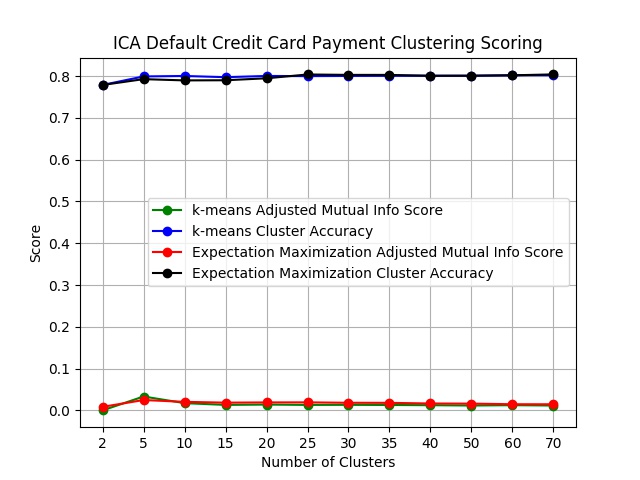 ICA Default Credit Card Payment Clustering Scoring
0.8
0.7
0.6
0.5
0.4
0.3
0.2
0.1
0.0
Score
k-means Adjusted Mutual Info Score
k-means Cluster Accuracy
Expectation Maximization Adjusted Mutual Info Score
Expectation Maximization Cluster Accuracy
2 5 10 15 20 25 30 35 40 50 60 70
Number of Clusters